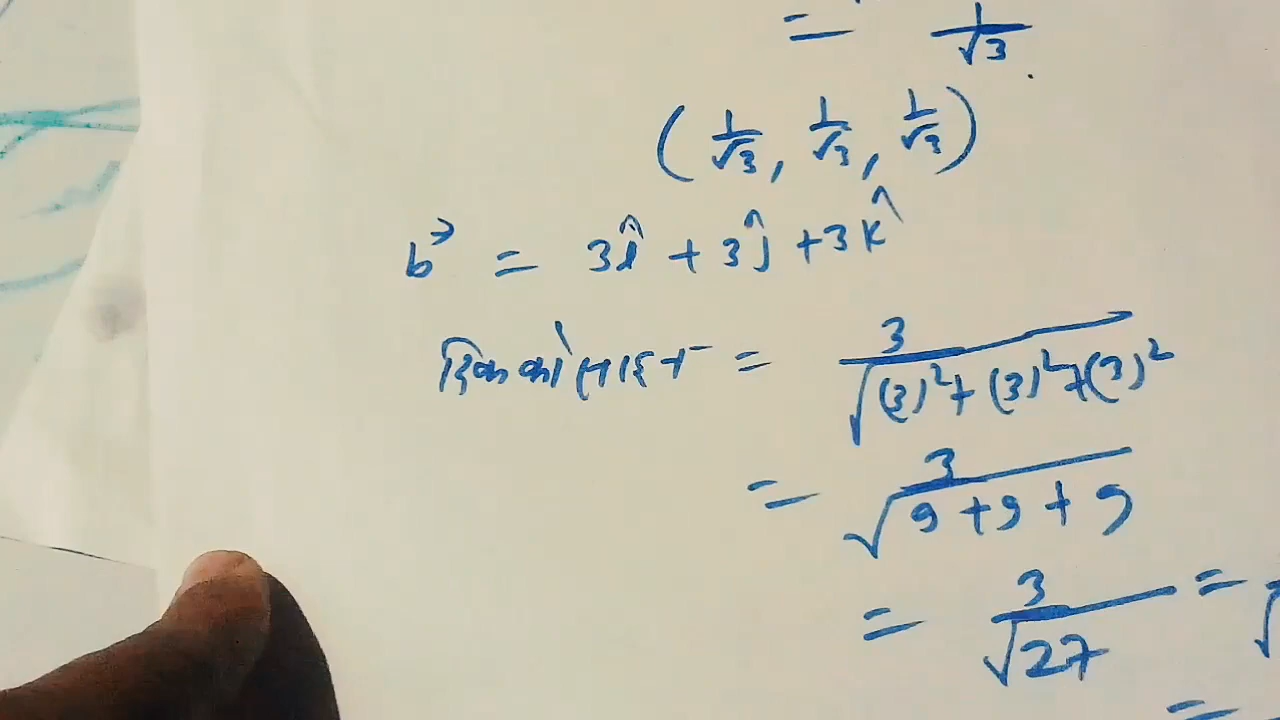 = 1/√3
(1/√3, 1/√3, 1/√3)
b⃗ = 3î + 3ĵ + 3k̂
= 3/√((3)²+(3)²+(3)²)
= 3/√(9+9+9)
= 3/√27 =
=